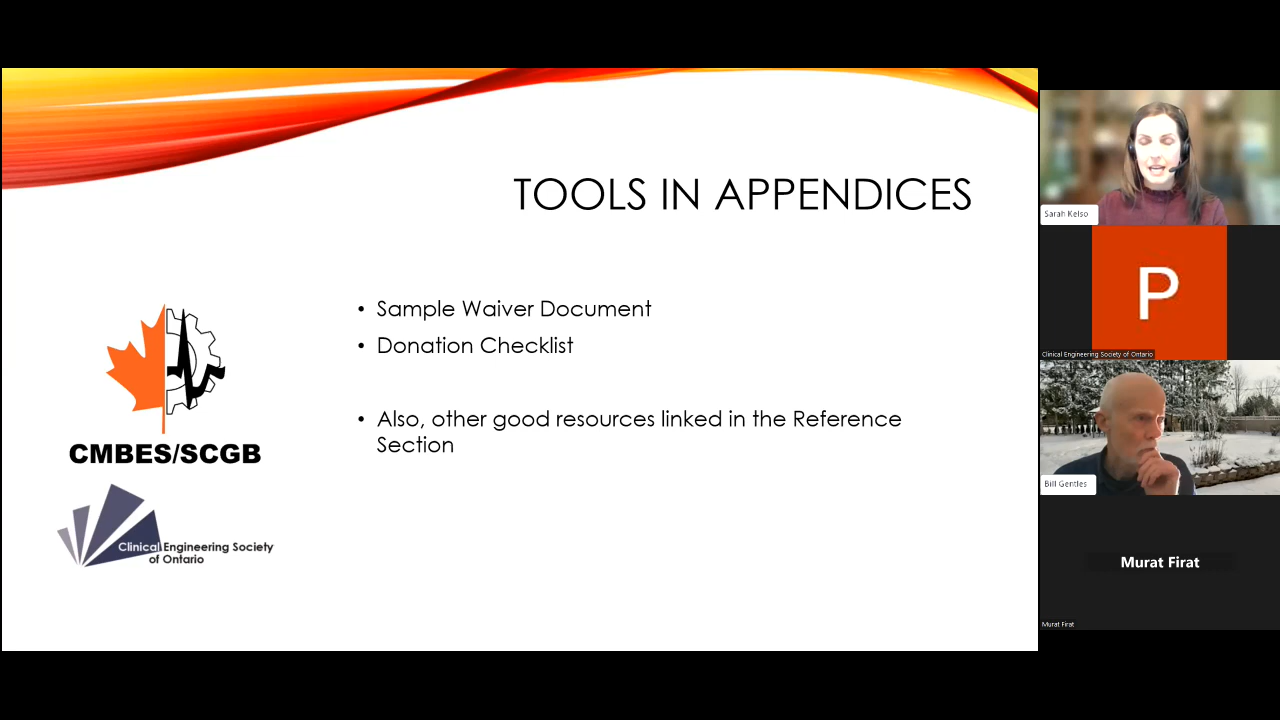 TOOLS IN APPENDICES
• Sample Waiver Document
• Donation Checklist
• Also, other good resources linked in the Reference
Section
CMBES/SCGB
Clinical Engineering Society
of Ontario
Sarah Kelso
P
Clinical Engineering Society of Ontario
Bill Gentles
Murat Firat
Murat Firat